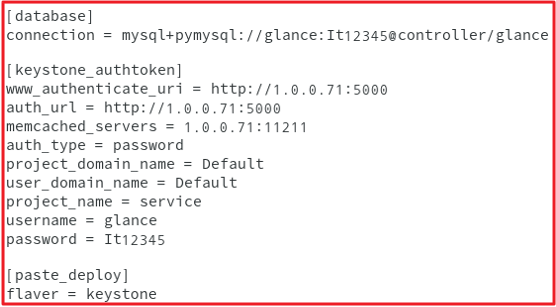 [database]
connection = mysql+pymysql://glance:It12345@controller/glance
[keystone_authtoken]
www_authenticate_uri = http://1.0.0.71:5000
auth_url = http://1.0.0.71:5000
memcached_servers = 1.0.0.71:11211
auth_type = password
project_domain_name = Default
user_domain_name = Default
project_name = service
username = glance
password = It12345
[paste_deploy]
flaver = keystone